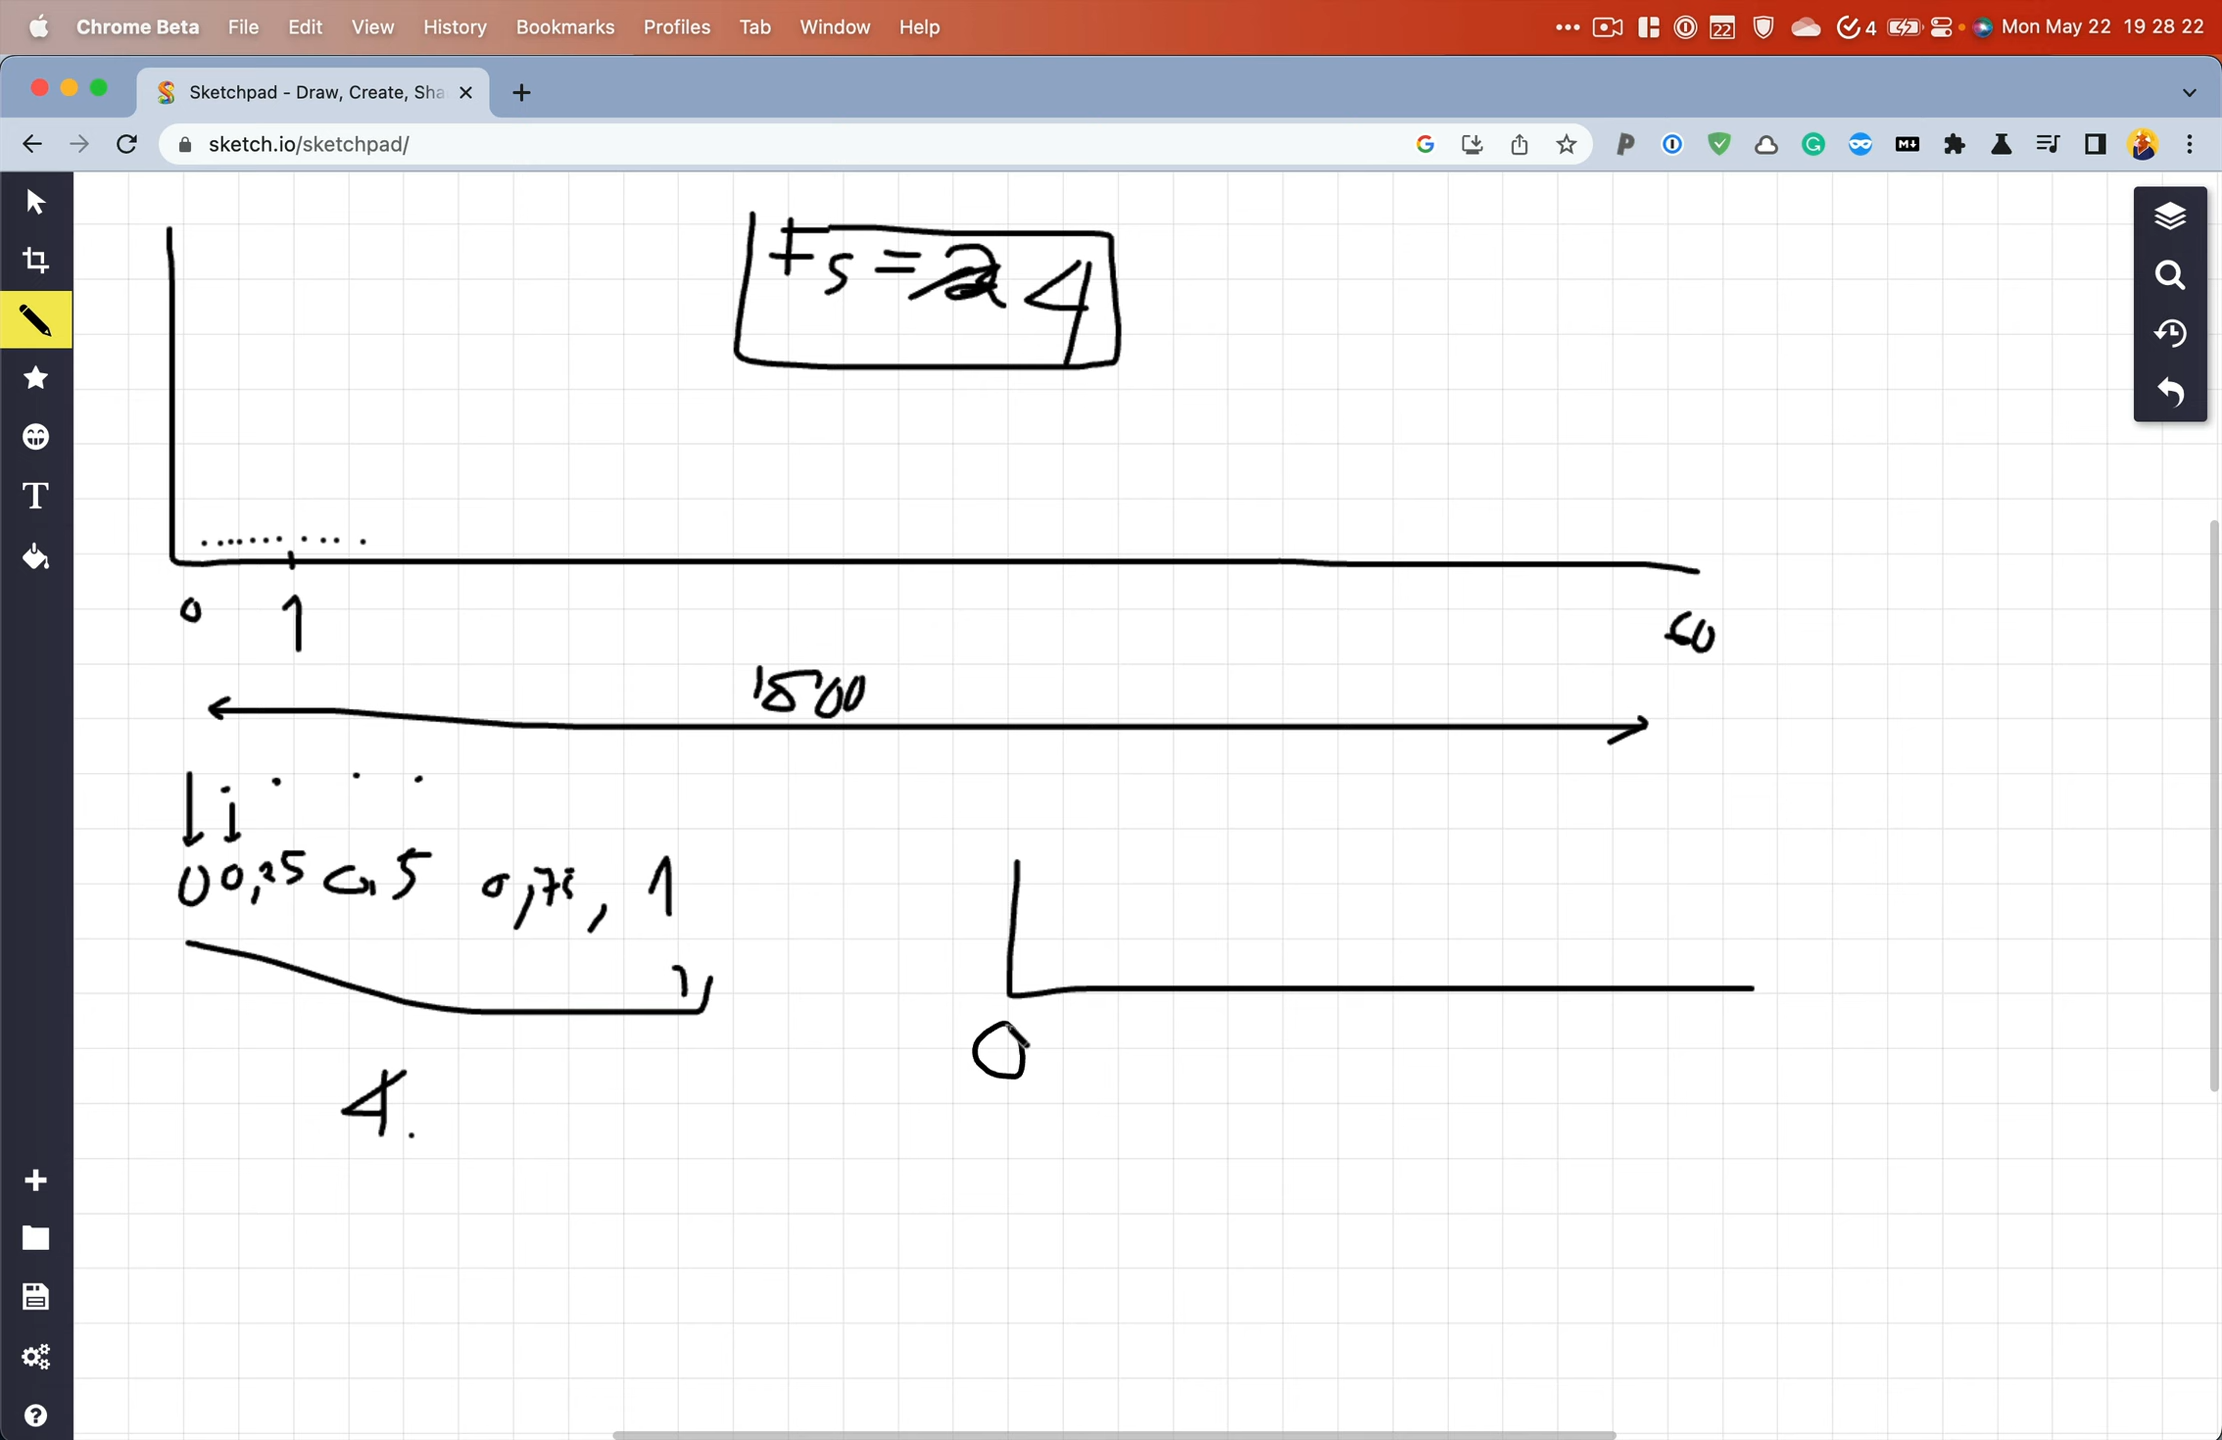 Chrome Beta File Edit View History Bookmarks Profiles Tab Window Help 22 4 Mon May 22 19 28 22
Sketchpad - Draw, Create, Sha
sketch.io/sketchpad/
fs = 4
0 1 60
1500
0 0,25 0,5 0,75, 1
4.
0